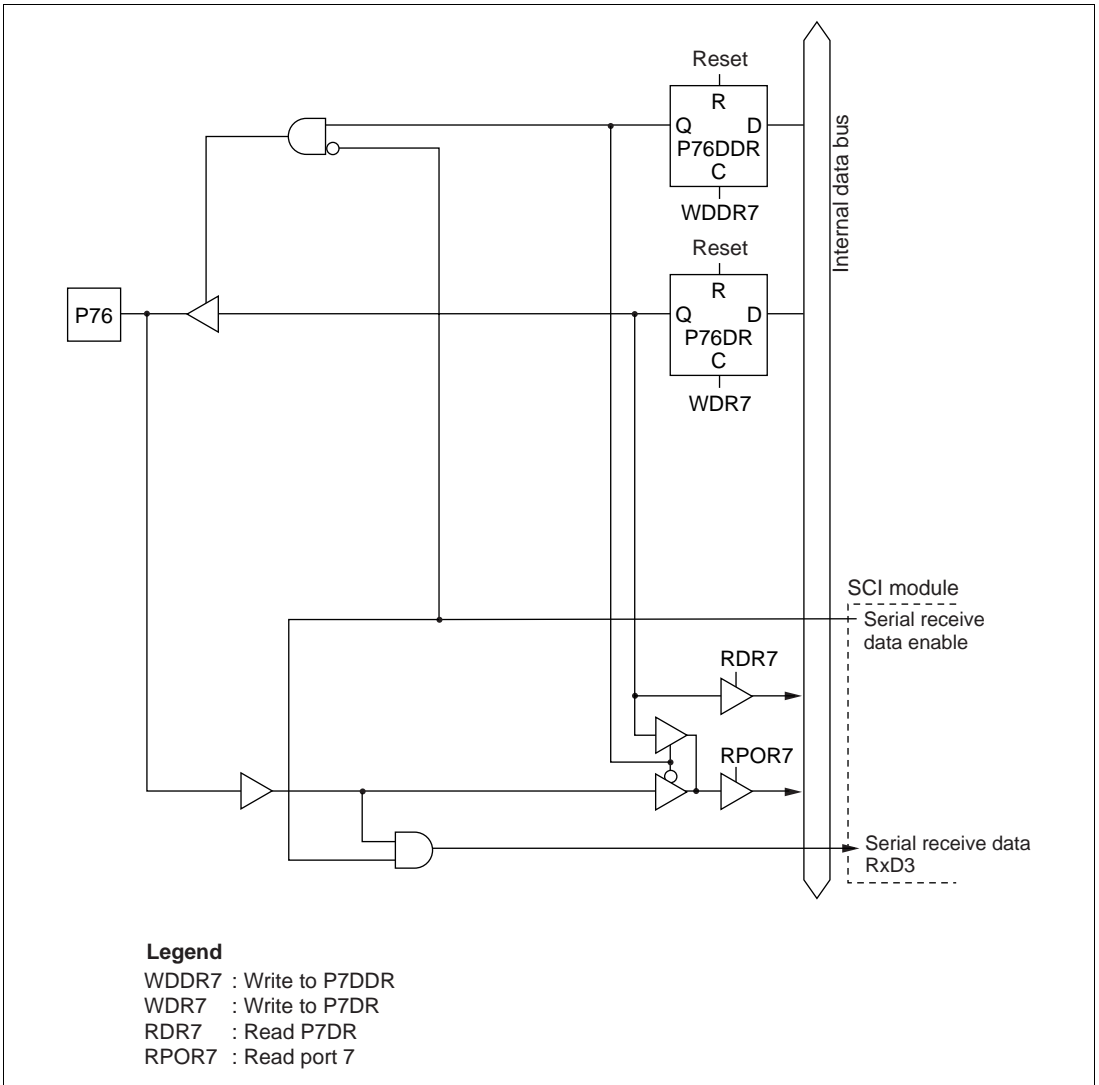 Reset
R
Q D
P76DDR
C
WDDR7
Reset
R
Q D
P76DR
C
WDR7
P76
Internal data bus
SCI module
Serial receive
data enable
RDR7
RPOR7
Serial receive data
RxD3
Legend
WDDR7 : Write to P7DDR
WDR7 : Write to P7DR
RDR7 : Read P7DR
RPOR7 : Read port 7